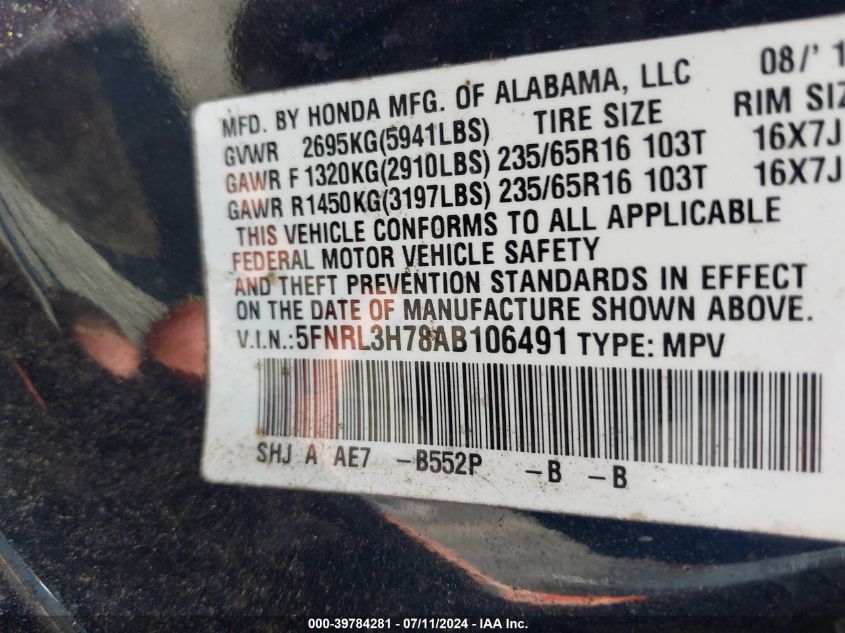 08/' 1
MFD. BY HONDA MFG. OF ALABAMA, LLC
GVWR 2695KG(5941LBS) TIRE SIZE RIM SIZ
GAWR F 1320KG(2910LBS) 235/65R16 103T 16X7J
GAWR R1450KG(3197LBS) 235/65R16 103T 16X7J
THIS VEHICLE CONFORMS TO ALL APPLICABLE
FEDERAL MOTOR VEHICLE SAFETY
AND THEFT PREVENTION STANDARDS IN EFFECT
ON THE DATE OF MANUFACTURE SHOWN ABOVE.
V.I.N.:5FNRL3H78AB106491 TYPE: MPV
SHJ A AE7 -B552P -B -B
000-39784281 - 07/11/2024 - IAA Inc.